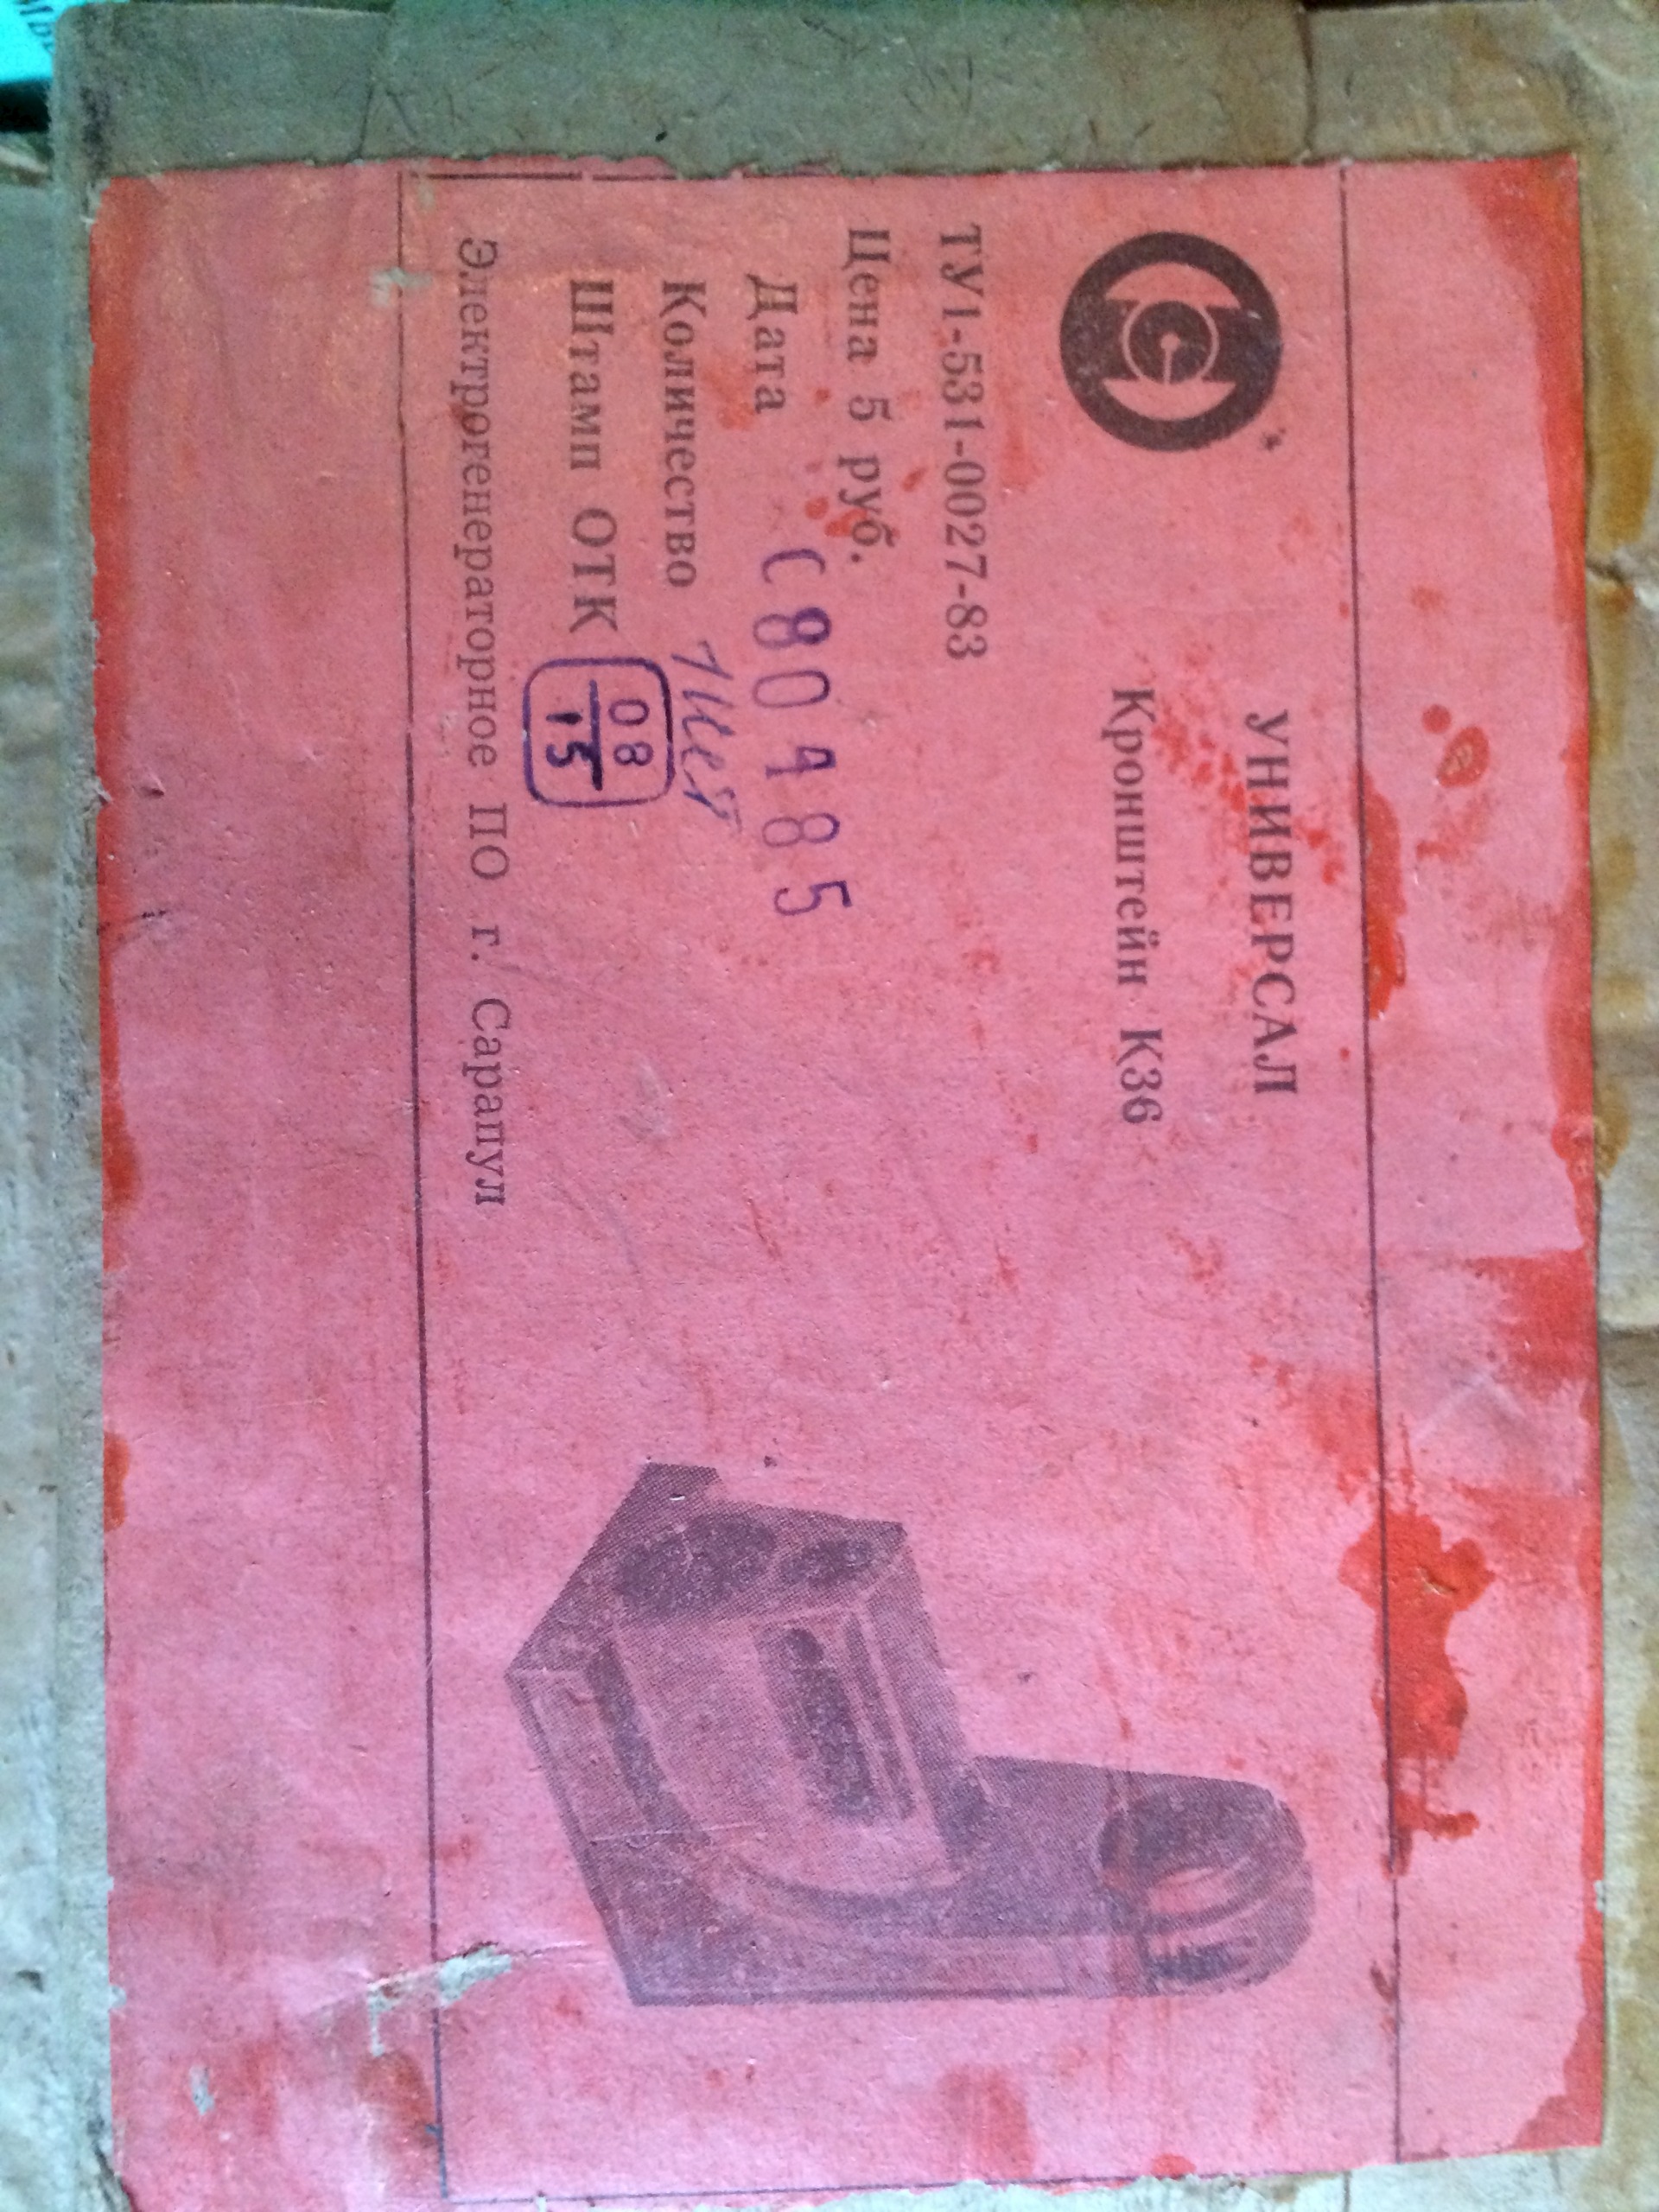 УНИВЕРСАЛ
Кронштейн К36
ТУ1-531-0027-83
Цена 5 руб.
Дата С80485
Количество 1шт
Штамп ОТК 08 15
Электрогенераторное ПО г. Сарапул